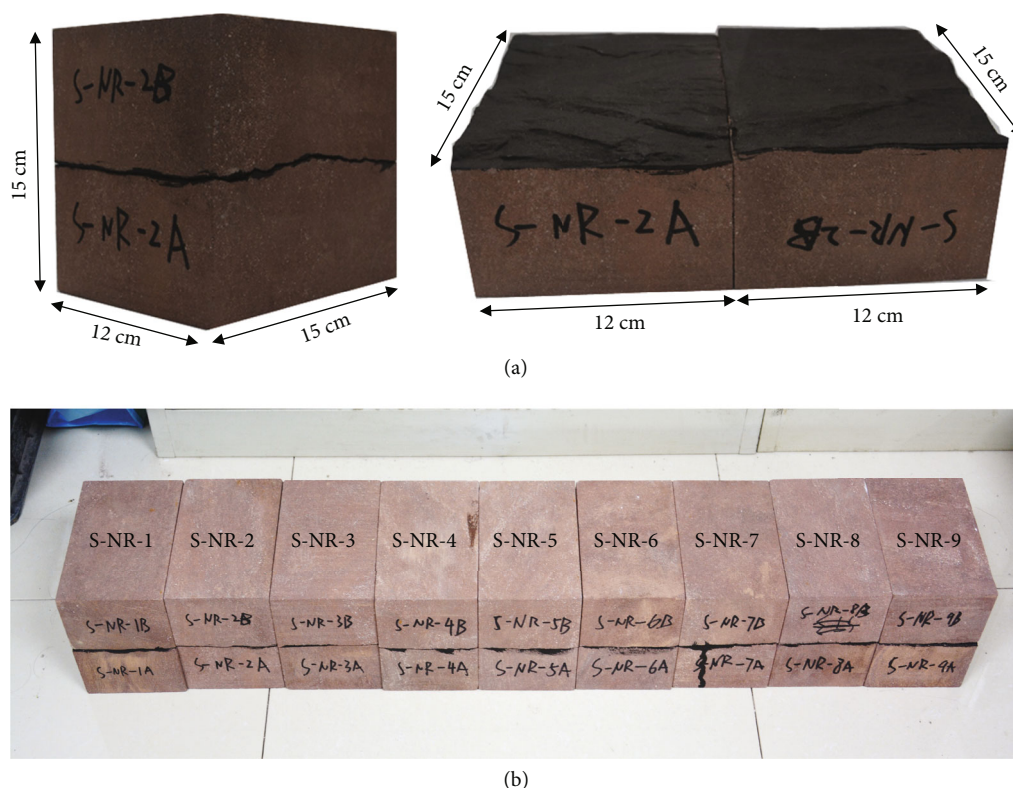 S-NR-2B
S-NR-2A
15 cm
12 cm
15 cm
15 cm
15 cm
S-NR-2A
S-NR-2B
12 cm
12 cm
(a)
S-NR-1 S-NR-2 S-NR-3 S-NR-4 S-NR-5 S-NR-6 S-NR-7 S-NR-8 S-NR-9
S-NR-1B S-NR-2B S-NR-3B S-NR-4B S-NR-5B S-NR-6B S-NR-7B S-NR-8B S-NR-9B
S-NR-1A S-NR-2A S-NR-3A S-NR-4A S-NR-5A S-NR-6A S-NR-7A S-NR-8A S-NR-9A
(b)